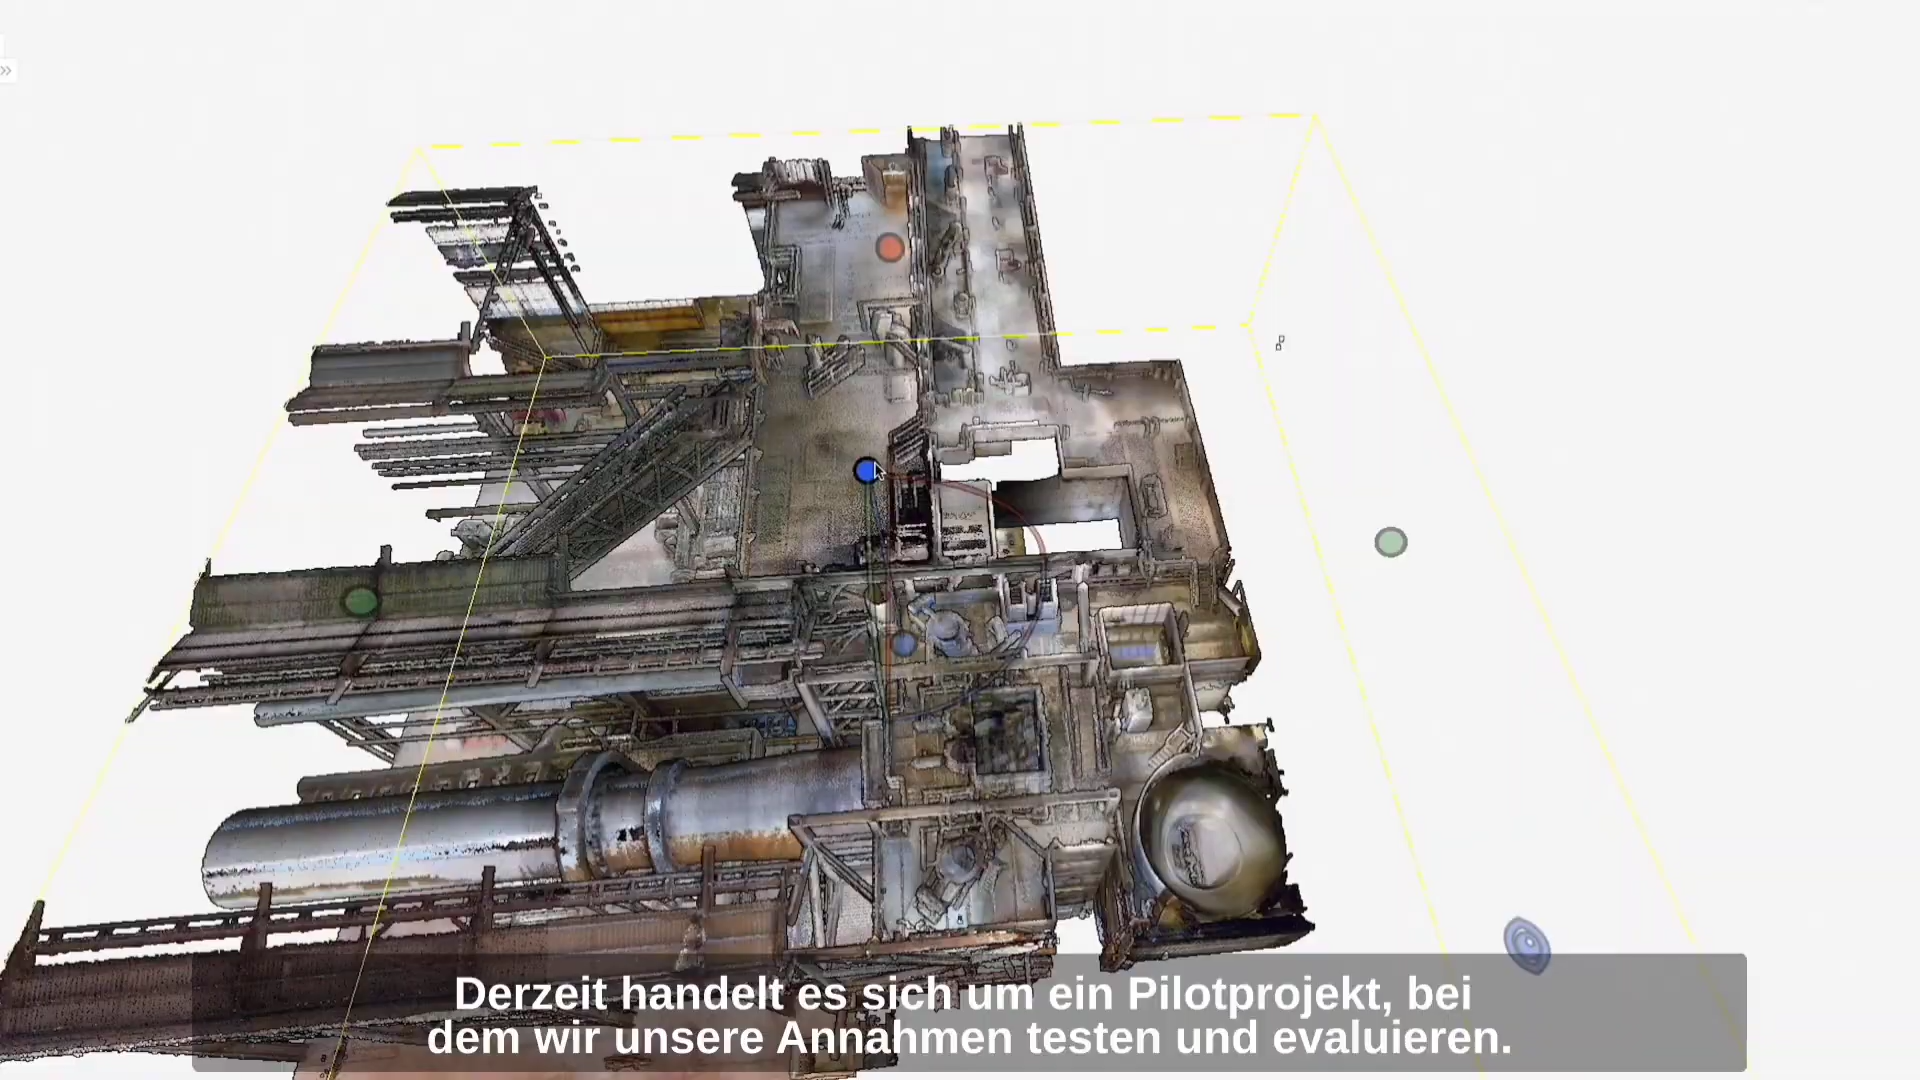 Derzeit handelt es sich um ein Pilotprojekt, bei
dem wir unsere Annahmen testen und evaluieren.